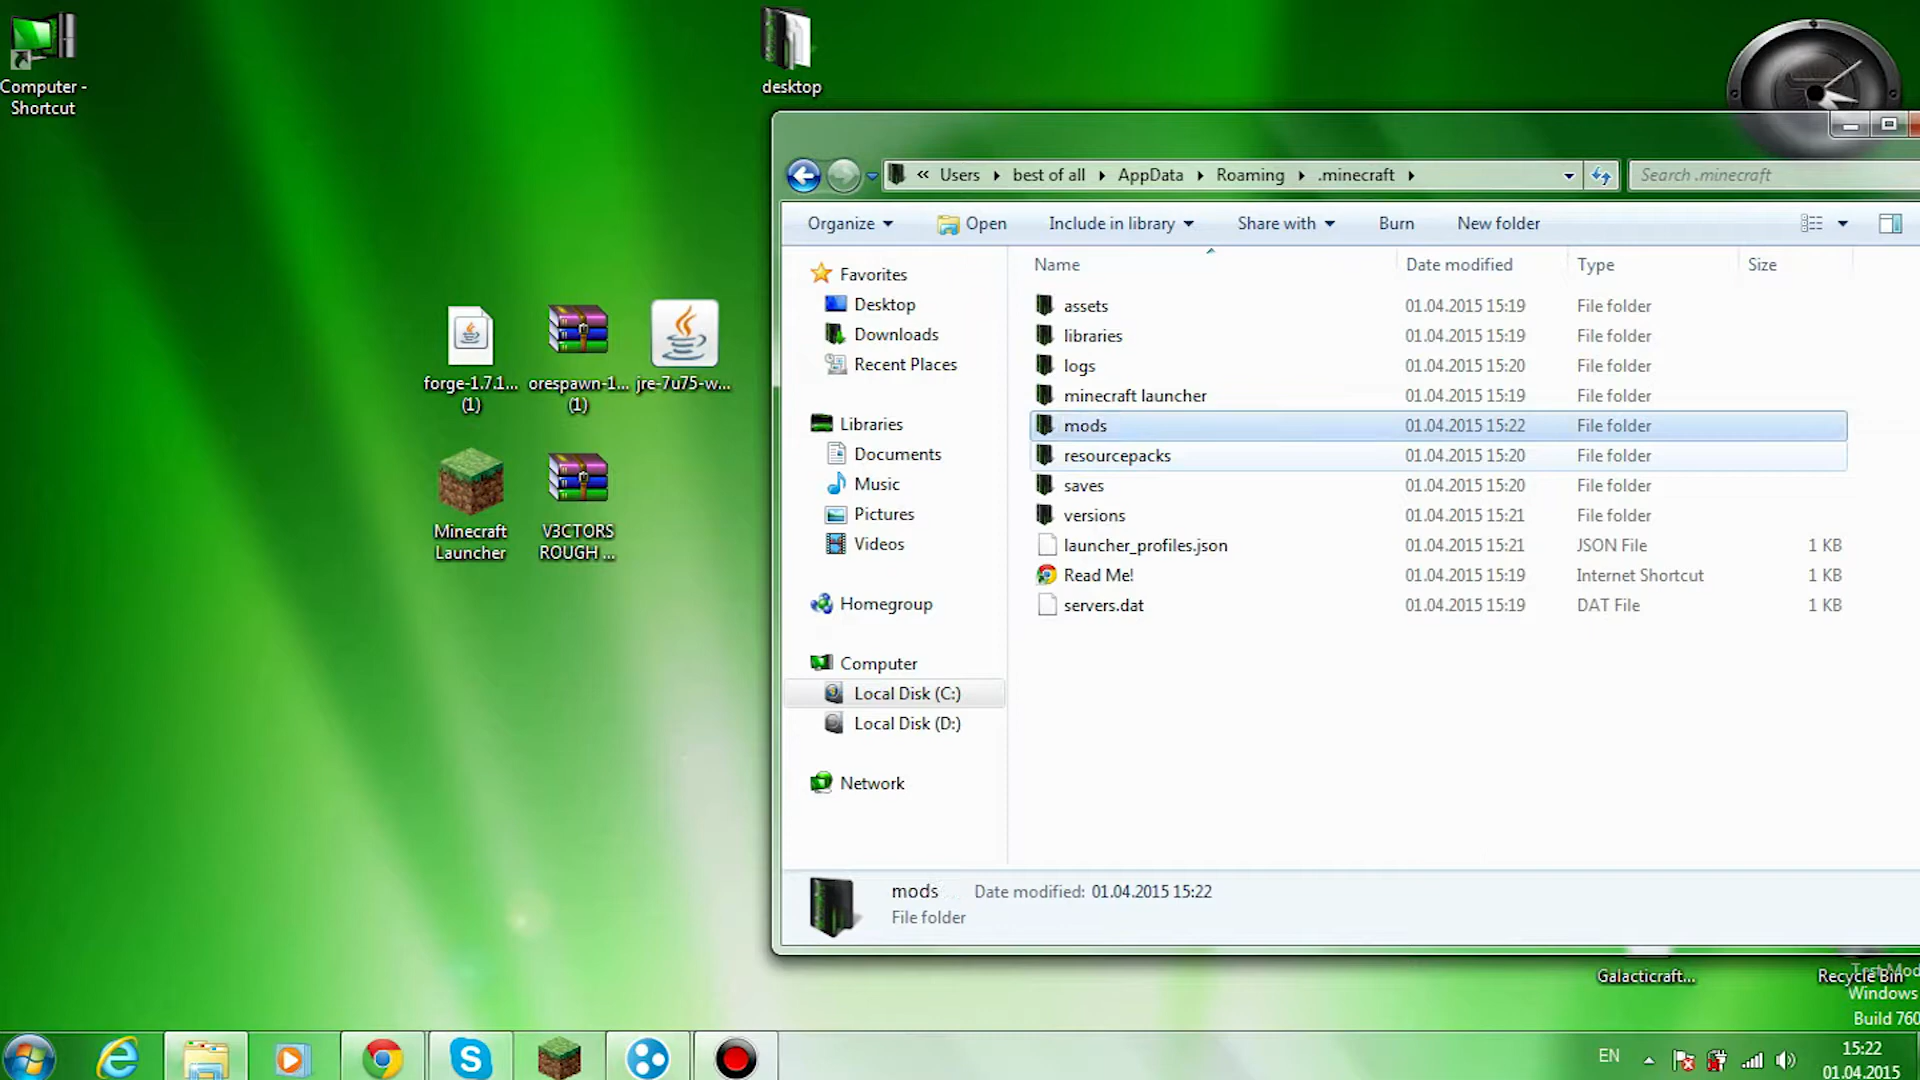 Computer -
Shortcut
desktop
forge-1.7.1...
(1)
orespawn-1...
(1)
jre-7u75-w...
Minecraft
Launcher
V3CTORS
ROUGH ...
« Users
best of all
AppData
Roaming
.minecraft
Search .minecraft
Organize
Open
Include in library
Share with
Burn
New folder
Favorites
Desktop
Downloads
Recent Places
Libraries
Documents
Music
Pictures
Videos
Homegroup
Computer
Local Disk (C:)
Local Disk (D:)
Network
Name Date modified Type Size
assets 01.04.2015 15:19 File folder
libraries 01.04.2015 15:19 File folder
logs 01.04.2015 15:20 File folder
minecraft launcher 01.04.2015 15:19 File folder
mods 01.04.2015 15:22 File folder
resourcepacks 01.04.2015 15:20 File folder
saves 01.04.2015 15:20 File folder
versions 01.04.2015 15:21 File folder
launcher_profiles.json 01.04.2015 15:21 JSON File 1 KB
Read Me! 01.04.2015 15:19 Internet Shortcut 1 KB
servers.dat 01.04.2015 15:19 DAT File 1 KB
mods Date modified: 01.04.2015 15:22
File folder
Galacticraft...
Recycle Bin
Test Mod
Windows
Build 760
EN
15:22
01.04.2015